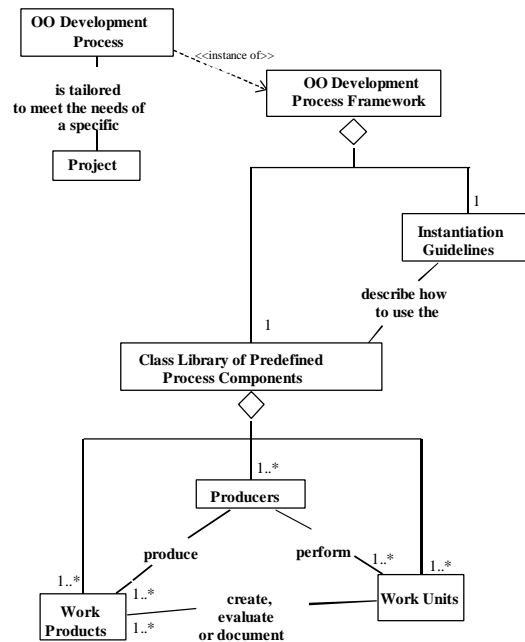 OO Development
Process
<<instance of>>
OO Development
Process Framework
is tailored
to meet the needs of
a specific
Project
1
Instantiation
Guidelines
describe how
to use the
1
Class Library of Predefined
Process Components
1..*
Producers
produce
perform
1..*
1..*
1..*
1..*
Work
Products
1..*
create,
evaluate
or document
Work Units